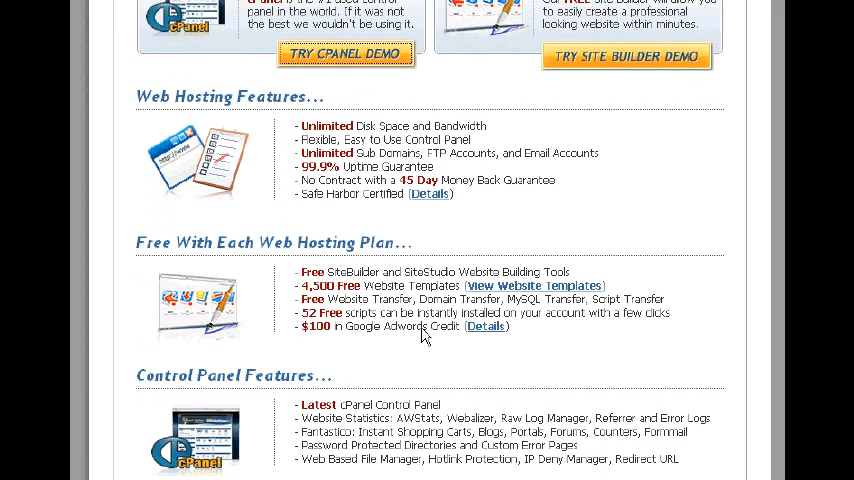 panel in the world. If it was not
the best we wouldn't be using it.
cPanel
TRY CPANEL DEMO
to easily create a professional
looking website within minutes.
TRY SITE BUILDER DEMO
Web Hosting Features...
http://www
- Unlimited Disk Space and Bandwidth
- Flexible, Easy to Use Control Panel
- Unlimited Sub Domains, FTP Accounts, and Email Accounts
- 99.9% Uptime Guarantee
- No Contract with a 45 Day Money Back Guarantee
- Safe Harbor Certified (Details)
Free With Each Web Hosting Plan...
- Free SiteBuilder and SiteStudio Website Building Tools
- 4,500 Free Website Templates (View Website Templates)
- Free Website Transfer, Domain Transfer, MySQL Transfer, Script Transfer
- 52 Free scripts can be instantly installed on your account with a few clicks
- $100 in Google Adwords Credit (Details)
Control Panel Features...
cPanel
- Latest cPanel Control Panel
- Website Statistics: AWStats, Webalizer, Raw Log Manager, Referrer and Error Logs
- Fantastico: Instant Shopping Carts, Blogs, Portals, Forums, Counters, Formmail
- Password Protected Directories and Custom Error Pages
- Web Based File Manager, Hotlink Protection, IP Deny Manager, Redirect URL